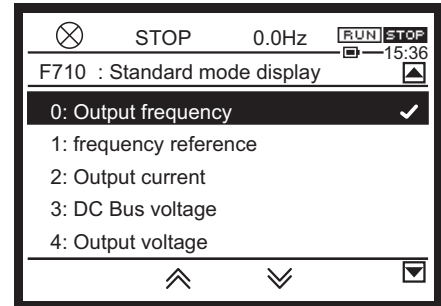 STOP 0.0Hz RUN STOP
15:36
F710 : Standard mode display
0: Output frequency
1: frequency reference
2: Output current
3: DC Bus voltage
4: Output voltage